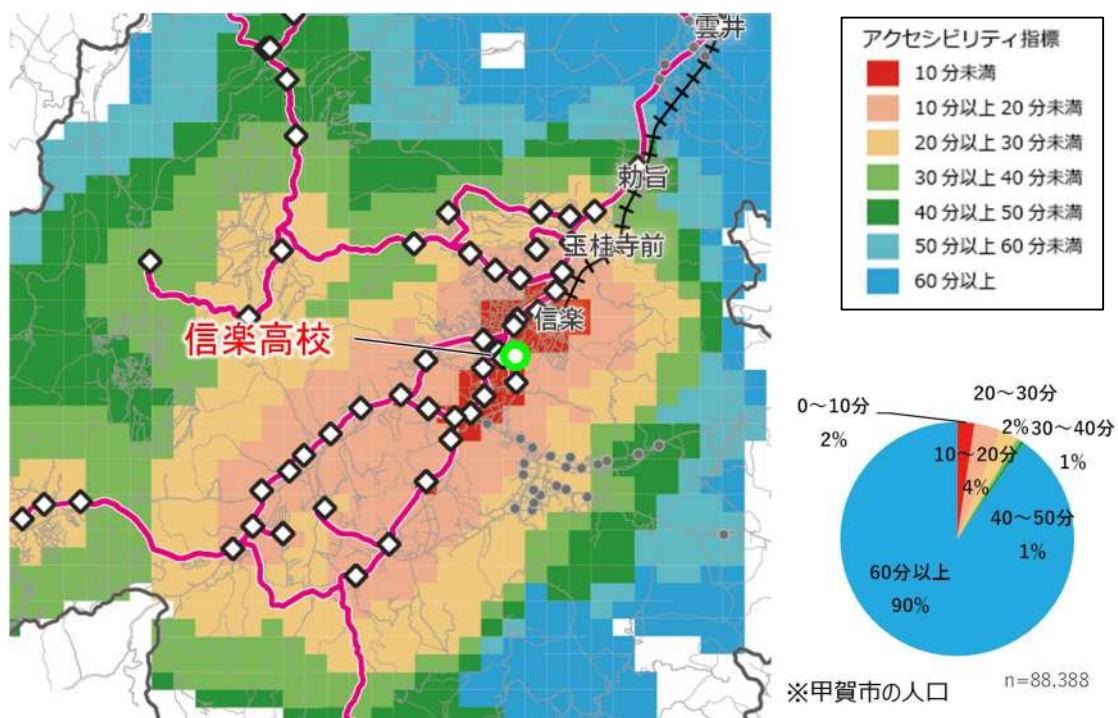 雲井
勅旨
玉桂寺前
信楽
信楽高校
アクセシビリティ指標
10分未満
10分以上20分未満
20分以上30分未満
30分以上40分未満
40分以上50分未満
50分以上60分未満
60分以上
0～10分
2%
20～30分
2%
30～40分
1%
10～20分
4%
40～50分
1%
60分以上
90%
※甲賀市の人口
n=88,388